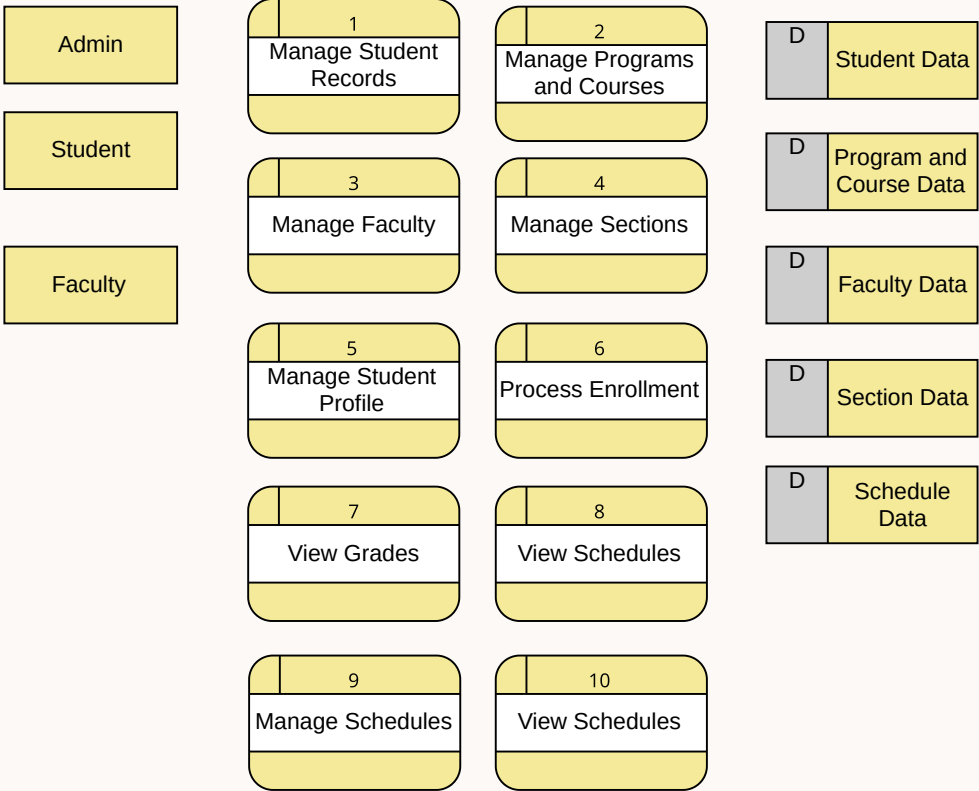 Admin
Student
Faculty
1
Manage Student
Records
2
Manage Programs
and Courses
3
Manage Faculty
4
Manage Sections
5
Manage Student
Profile
6
Process Enrollment
7
View Grades
8
View Schedules
9
Manage Schedules
10
View Schedules
D
Student Data
D
Program and
Course Data
D
Faculty Data
D
Section Data
D
Schedule
Data